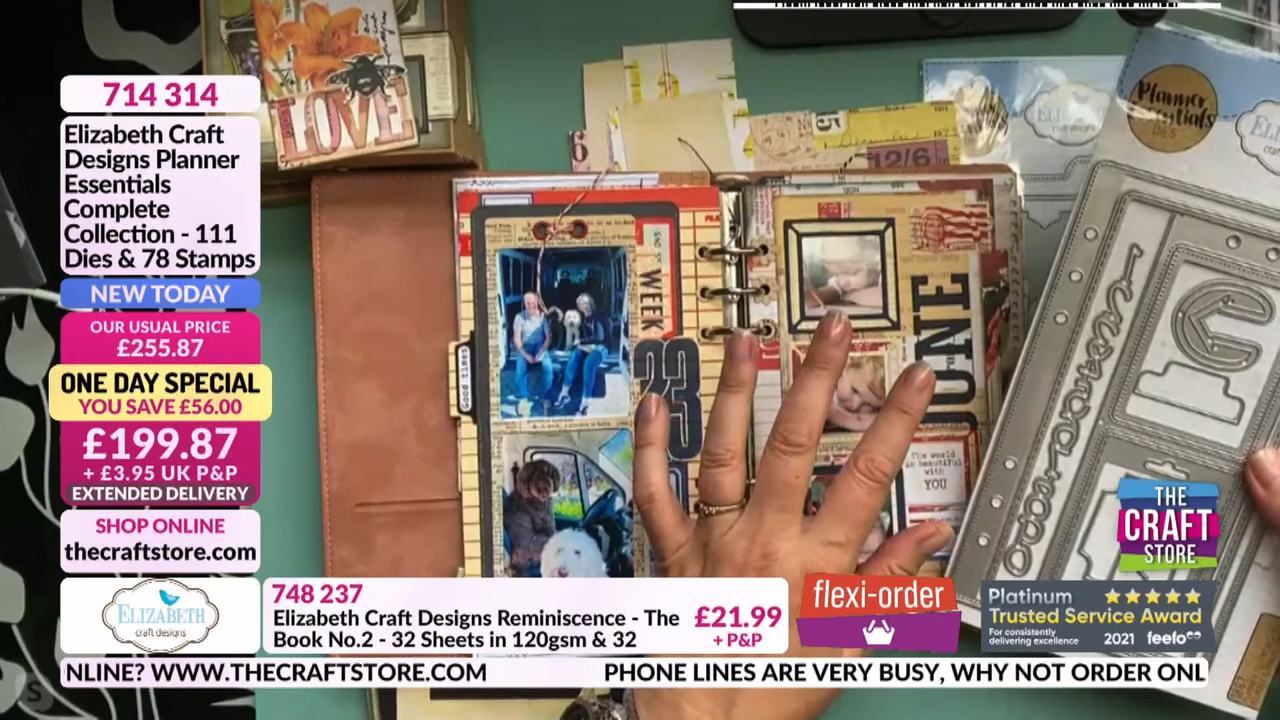 714 314
Elizabeth Craft
Designs Planner
Essentials
Complete
Collection - 111
Dies & 78 Stamps
NEW TODAY
OUR USUAL PRICE
£255.87
ONE DAY SPECIAL
YOU SAVE £56.00
£199.87
+ £3.95 UK P&P
EXTENDED DELIVERY
SHOP ONLINE
thecraftstore.com
LOVE
Good times
WEEK
23
12/6
JUNE
The world
is beautiful
with
YOU
Planner
Essentials
DIES
THE
CRAFT
STORE
ELIZABETH
craft designs
748 237
Elizabeth Craft Designs Reminiscence - The
Book No.2 - 32 Sheets in 120gsm & 32
£21.99
+ P&P
flexi-order
Platinum
Trusted Service Award
For consistently
delivering excellence
2021 feefo
NLINE? WWW.THECRAFTSTORE.COM
PHONE LINES ARE VERY BUSY, WHY NOT ORDER ONL